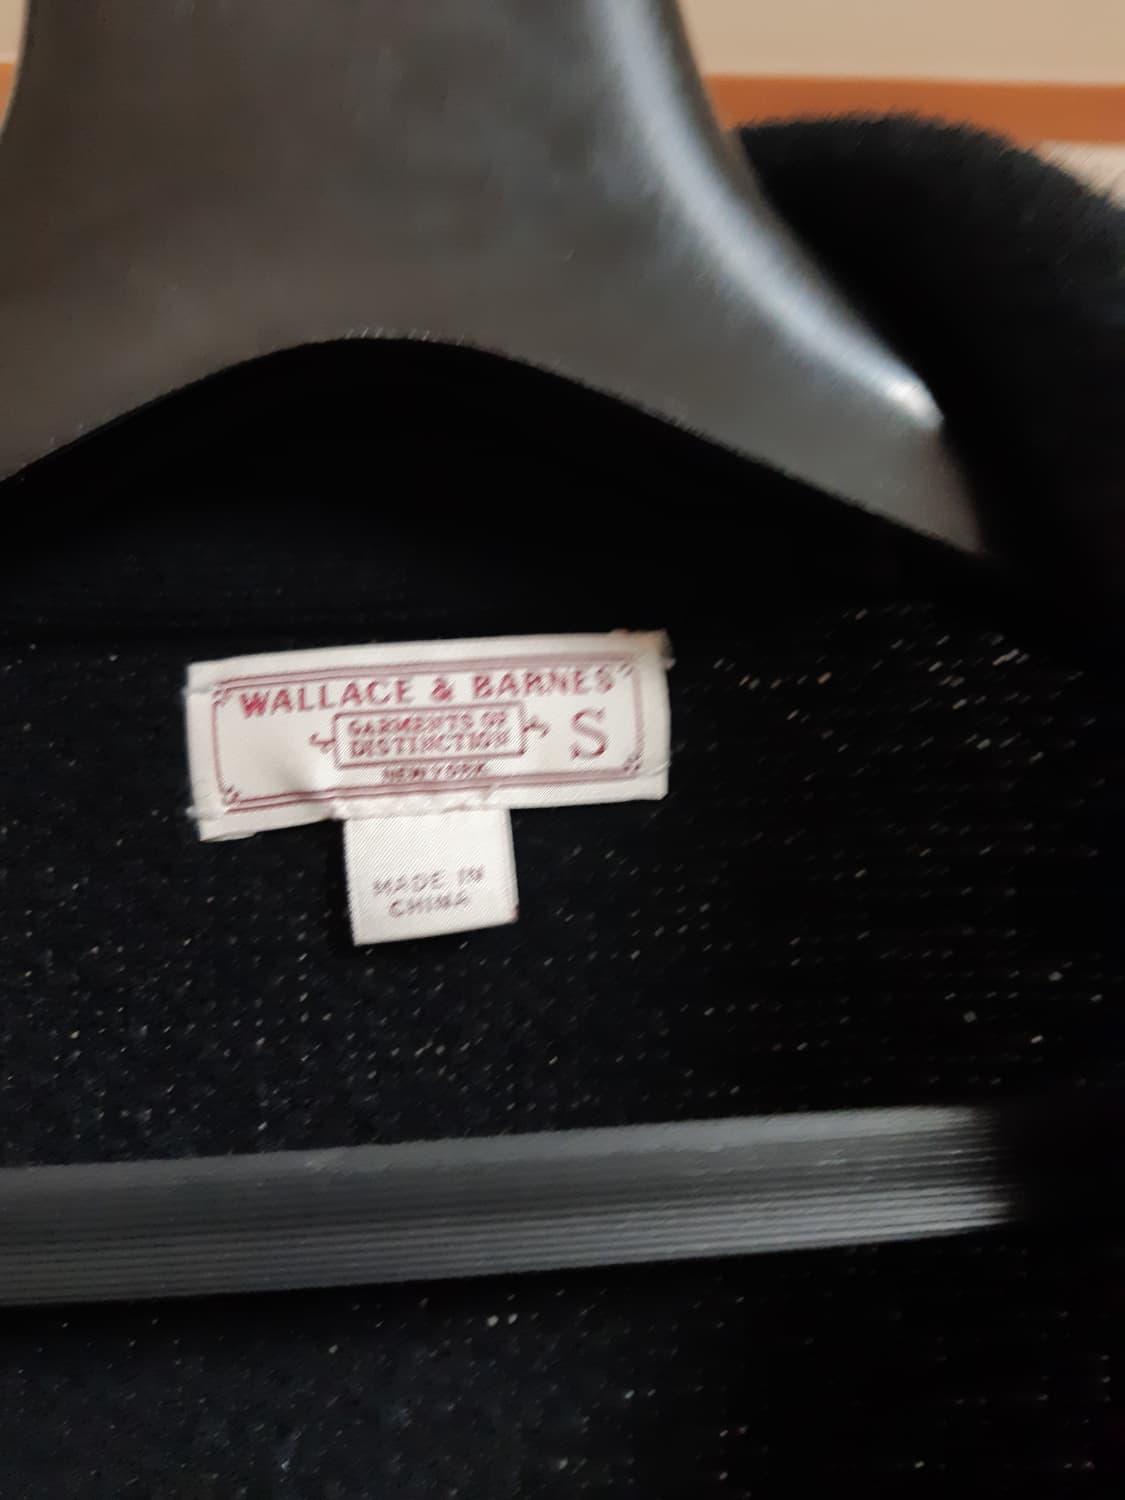 "WALLACE & BARNES"
GARMENTS OF
DISTINCTION
S
NEW YORK
MADE IN
CHINA